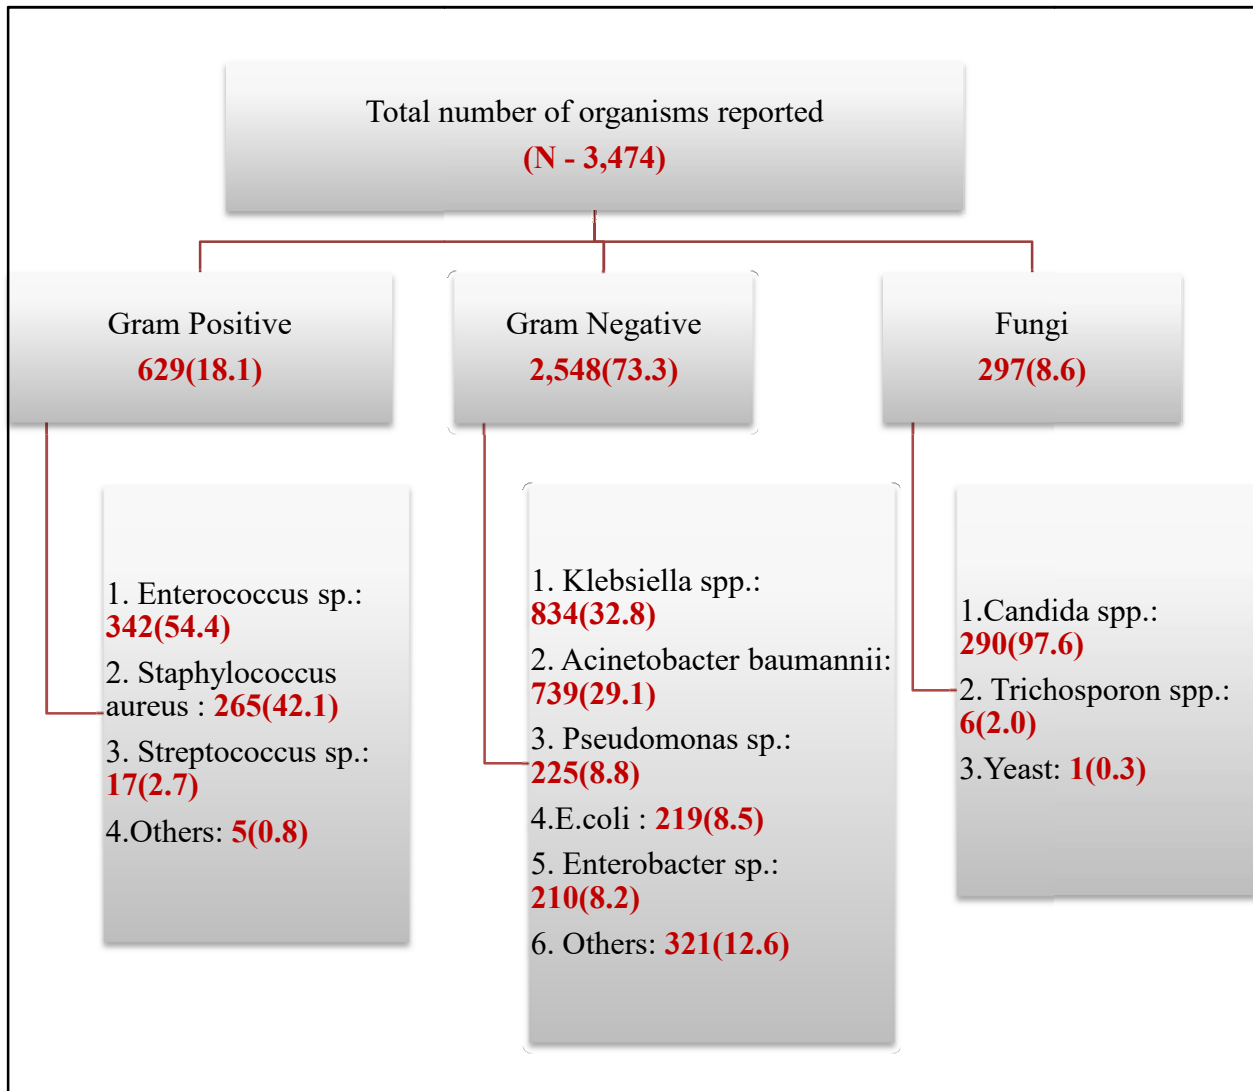 Total number of organisms reported
(N - 3,474)
Gram Positive
629(18.1)
Gram Negative
2,548(73.3)
Fungi
297(8.6)
1. Enterococcus sp.:
342(54.4)
2. Staphylococcus
aureus : 265(42.1)
3. Streptococcus sp.:
17(2.7)
4.Others: 5(0.8)
1. Klebsiella spp.:
834(32.8)
2. Acinetobacter baumannii:
739(29.1)
3. Pseudomonas sp.:
225(8.8)
4.E.coli : 219(8.5)
5. Enterobacter sp.:
210(8.2)
6. Others: 321(12.6)
1.Candida spp.:
290(97.6)
2. Trichosporon spp.:
6(2.0)
3.Yeast: 1(0.3)